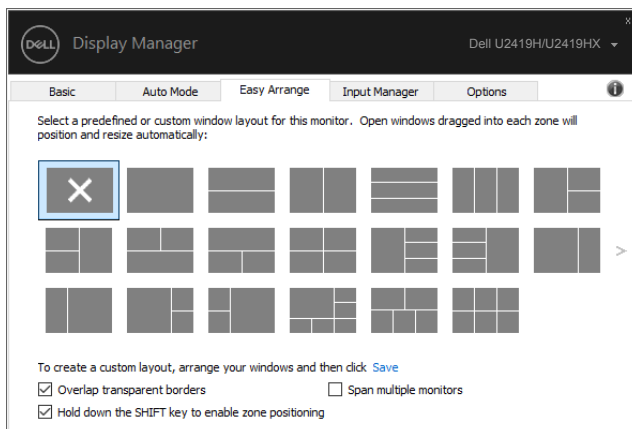 DELL Display Manager Dell U2419H/U2419HX
Basic Auto Mode Easy Arrange Input Manager Options
Select a predefined or custom window layout for this monitor. Open windows dragged into each zone will
position and resize automatically:
To create a custom layout, arrange your windows and then click Save
Overlap transparent borders Span multiple monitors
Hold down the SHIFT key to enable zone positioning